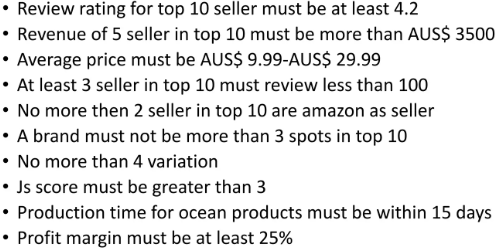 • Review rating for top 10 seller must be at least 4.2
• Revenue of 5 seller in top 10 must be more than AUS$ 3500
• Average price must be AUS$ 9.99-AUS$ 29.99
• At least 3 seller in top 10 must review less than 100
• No more then 2 seller in top 10 are amazon as seller
• A brand must not be more than 3 spots in top 10
• No more than 4 variation
• Js score must be greater than 3
• Production time for ocean products must be within 15 days
• Profit margin must be at least 25%